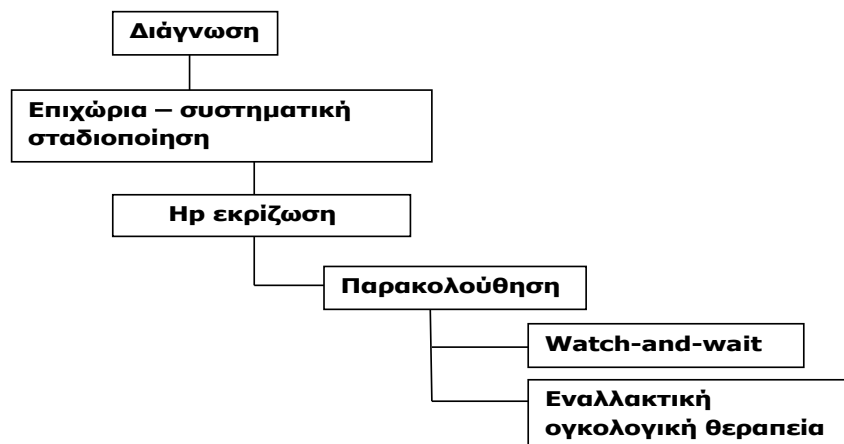 Διάγνωση
Επιχώρια – συστηματική
σταδιοποίηση
Hp εκρίζωση
Παρακολούθηση
Watch-and-wait
Εναλλακτική
ογκολογική θεραπεία